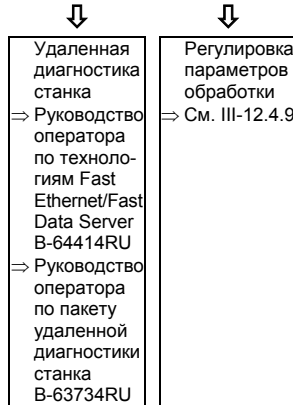 Удаленная
диагностика
станка
⇒ Руководство
оператора
по техноло-
гиям Fast
Ethernet/Fast
Data Server
B-64414RU
⇒ Руководство
оператора
по пакету
удаленной
диагностики
станка
B-63734RU
Регулировка
параметров
обработки
⇒ См. III-12.4.9